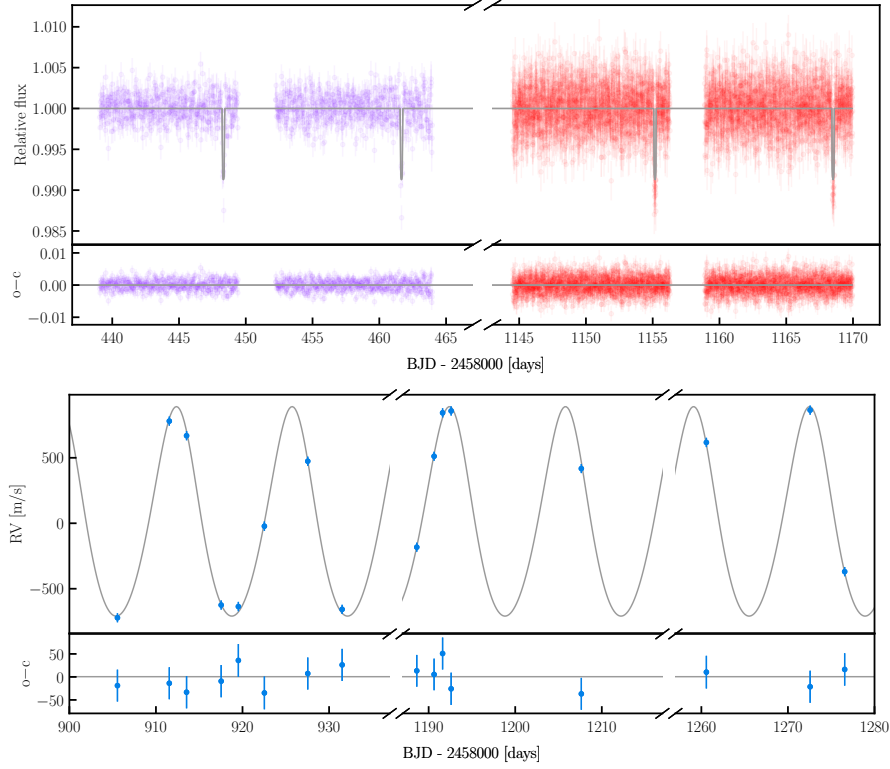 1.010
1.005
1.000
0.995
0.990
0.985
Relative flux
0.01
0.00
−0.01
o−c
440 445 450 455 460 465 1145 1150 1155 1160 1165 1170
BJD - 2458000 [days]
500
0
−500
RV [m/s]
50
0
−50
o−c
900 910 920 930 1190 1200 1210 1260 1270 1280
BJD - 2458000 [days]